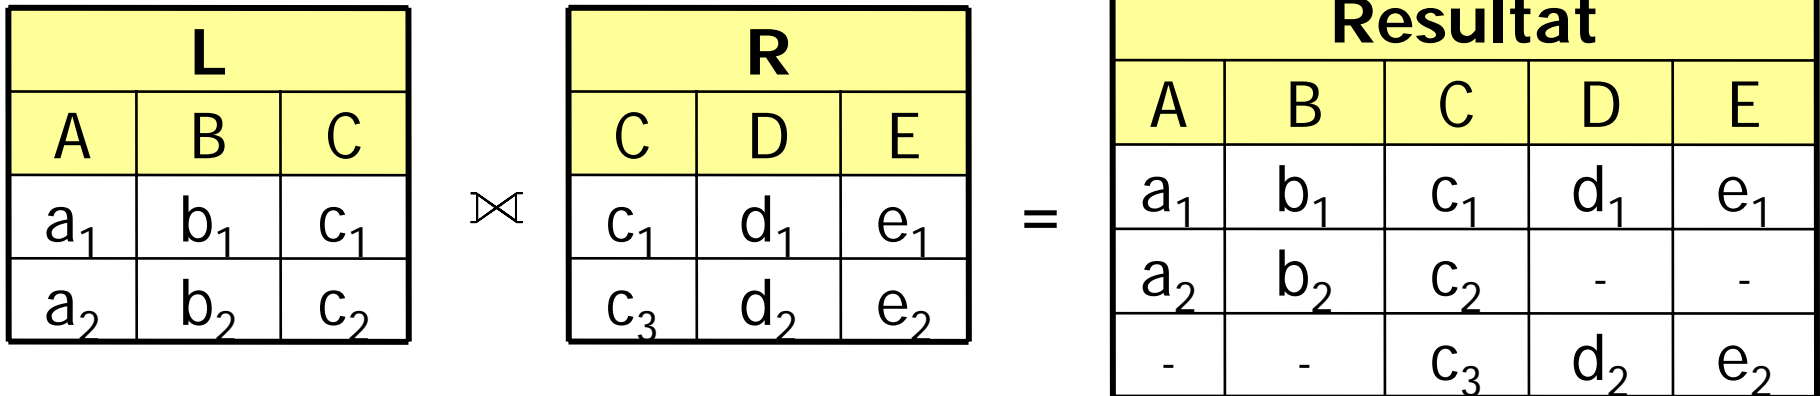 L
A B C
a₁ b₁ c₁
a₂ b₂ c₂
⟗
R
C D E
c₁ d₁ e₁
c₃ d₂ e₂
=
Resultat
A B C D E
a₁ b₁ c₁ d₁ e₁
a₂ b₂ c₂ - -
- - c₃ d₂ e₂